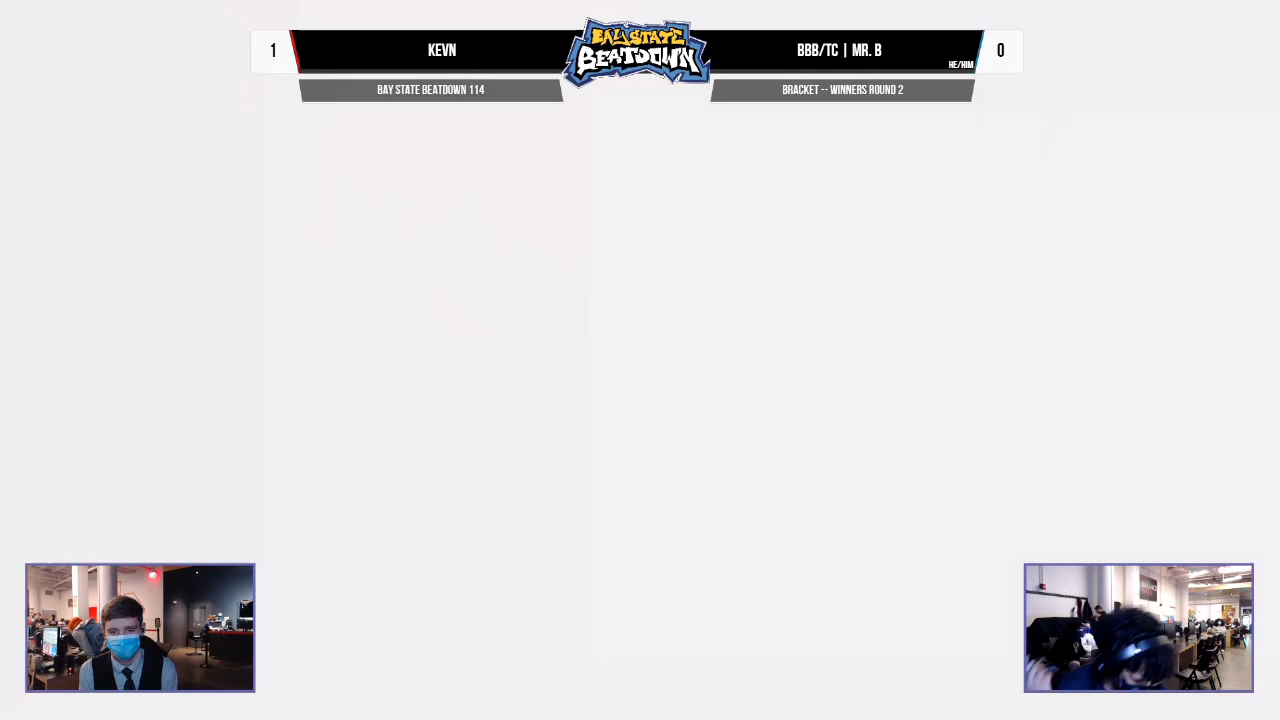 1
KEVN
BAY STATE
BEATDOWN
BBB/TC | MR. B
HE/HIM
0
BAY STATE BEATDOWN 114
BRACKET -- WINNERS ROUND 2